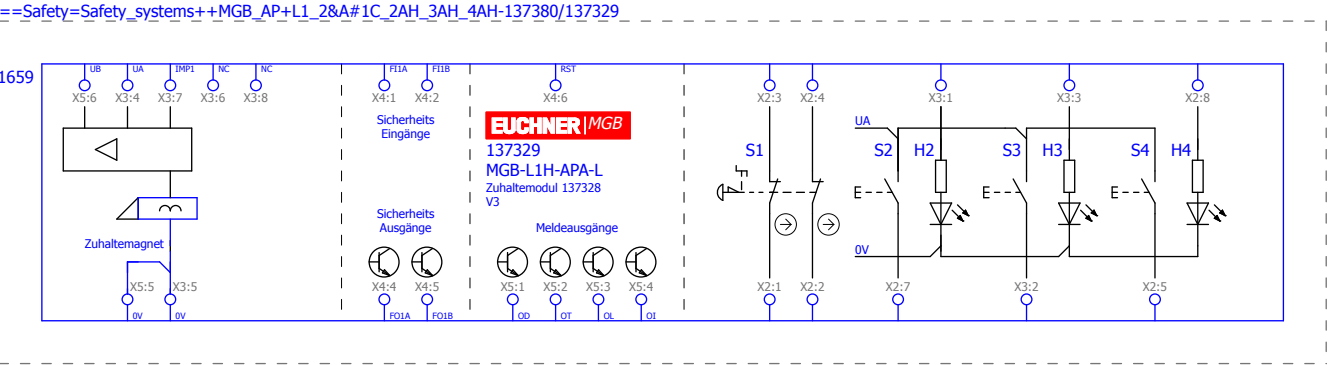 ==Safety=Safety_systems++MGB_AP+L1_2&A#1C_2AH_3AH_4AH-137380/137329
1659
UB UA IMP1 NC NC FI1A FI1B RST
X5:6 X3:4 X3:7 X3:6 X3:8 X4:1 X4:2 X4:6 X2:3 X2:4 X3:1 X3:3 X2:8
Sicherheits
Eingänge
EUCHNER MGB
137329
MGB-L1H-APA-L
Zuhaltemodul 137328
V3
UA
S1 S2 H2 S3 H3 S4 H4
E E E
Sicherheits
Ausgänge
Meldeausgänge
Zuhaltemagnet
0V
X5:5 X3:5 X4:4 X4:5 X5:1 X5:2 X5:3 X5:4 X2:1 X2:2 X2:7 X3:2 X2:5
0V 0V FO1A FO1B OD OT OL OI